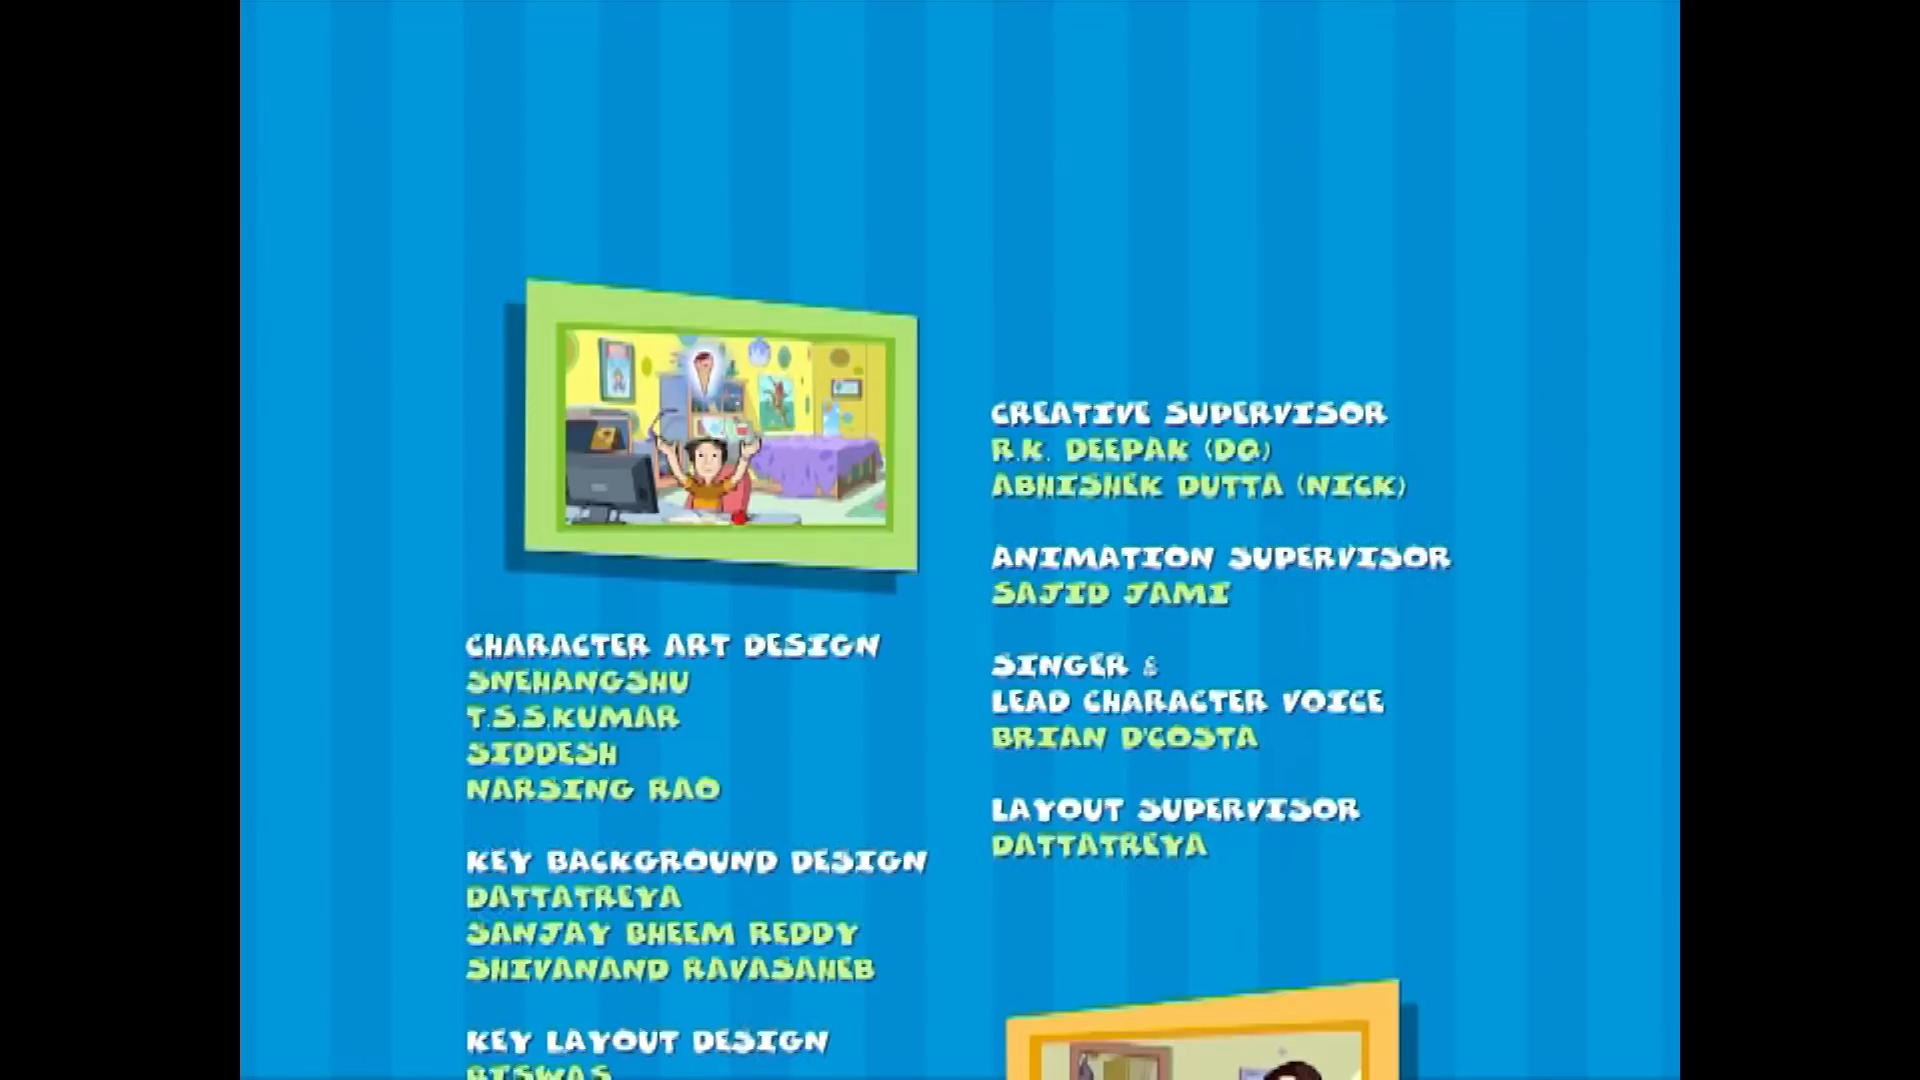 CHARACTER ART DESIGN
SNEHANGSHU
T.S.S.KUMAR
SIDDESH
NARSING RAO
KEY BACKGROUND DESIGN
DATTATREYA
SANJAY BHEEM REDDY
SHIVANAND RAVASAHEB
KEY LAYOUT DESIGN
BISWAS
CREATIVE SUPERVISOR
R.K. DEEPAK (DQ)
ABHISHEK DUTTA (NICK)
ANIMATION SUPERVISOR
SAJID JAMI
SINGER &
LEAD CHARACTER VOICE
BRIAN D'COSTA
LAYOUT SUPERVISOR
DATTATREYA